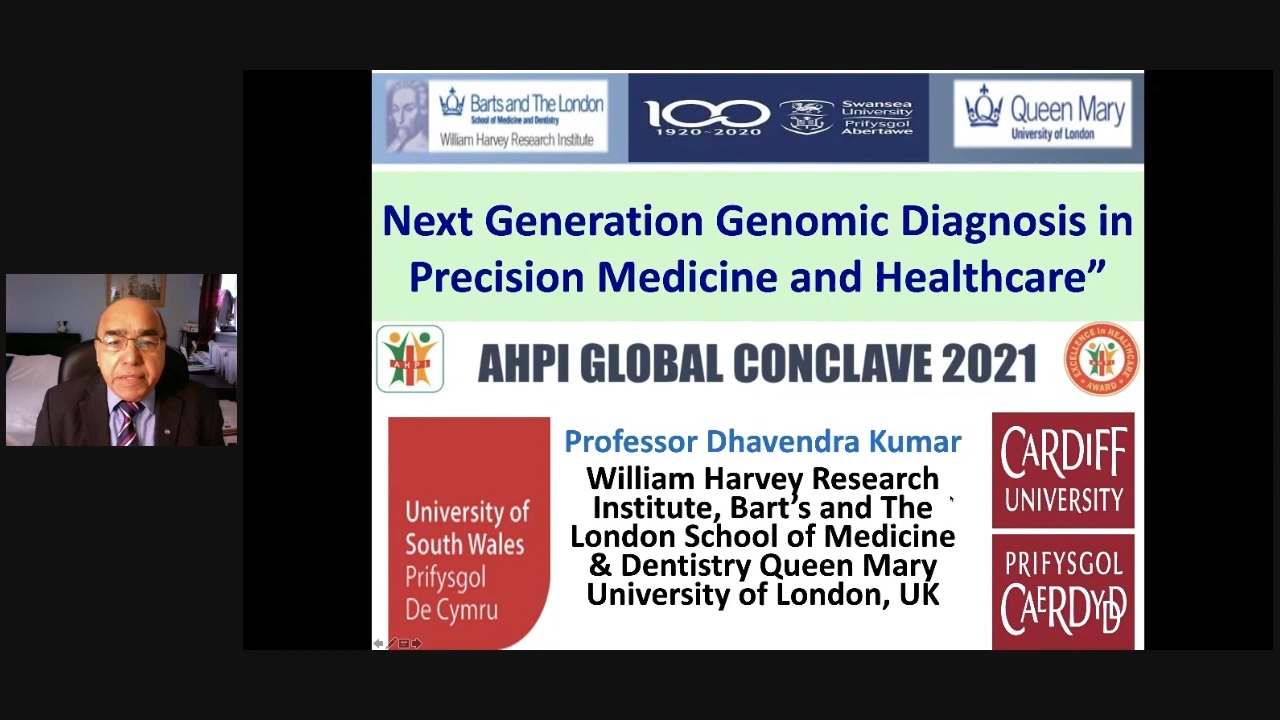 Barts and The London
School of Medicine and Dentistry
William Harvey Research Institute
100
1920-2020
Swansea
University
Prifysgol
Abertawe
Queen Mary
University of London
Next Generation Genomic Diagnosis in
Precision Medicine and Healthcare”
AHPI
AHPI GLOBAL CONCLAVE 2021
EXCELLENCE in HEALTHCARE
AWARD
University of
South Wales
Prifysgol
De Cymru
Professor Dhavendra Kumar
William Harvey Research
Institute, Bart’s and The
London School of Medicine
& Dentistry Queen Mary
University of London, UK
CARDIFF
UNIVERSITY
PRIFYSGOL
CAERDYDD